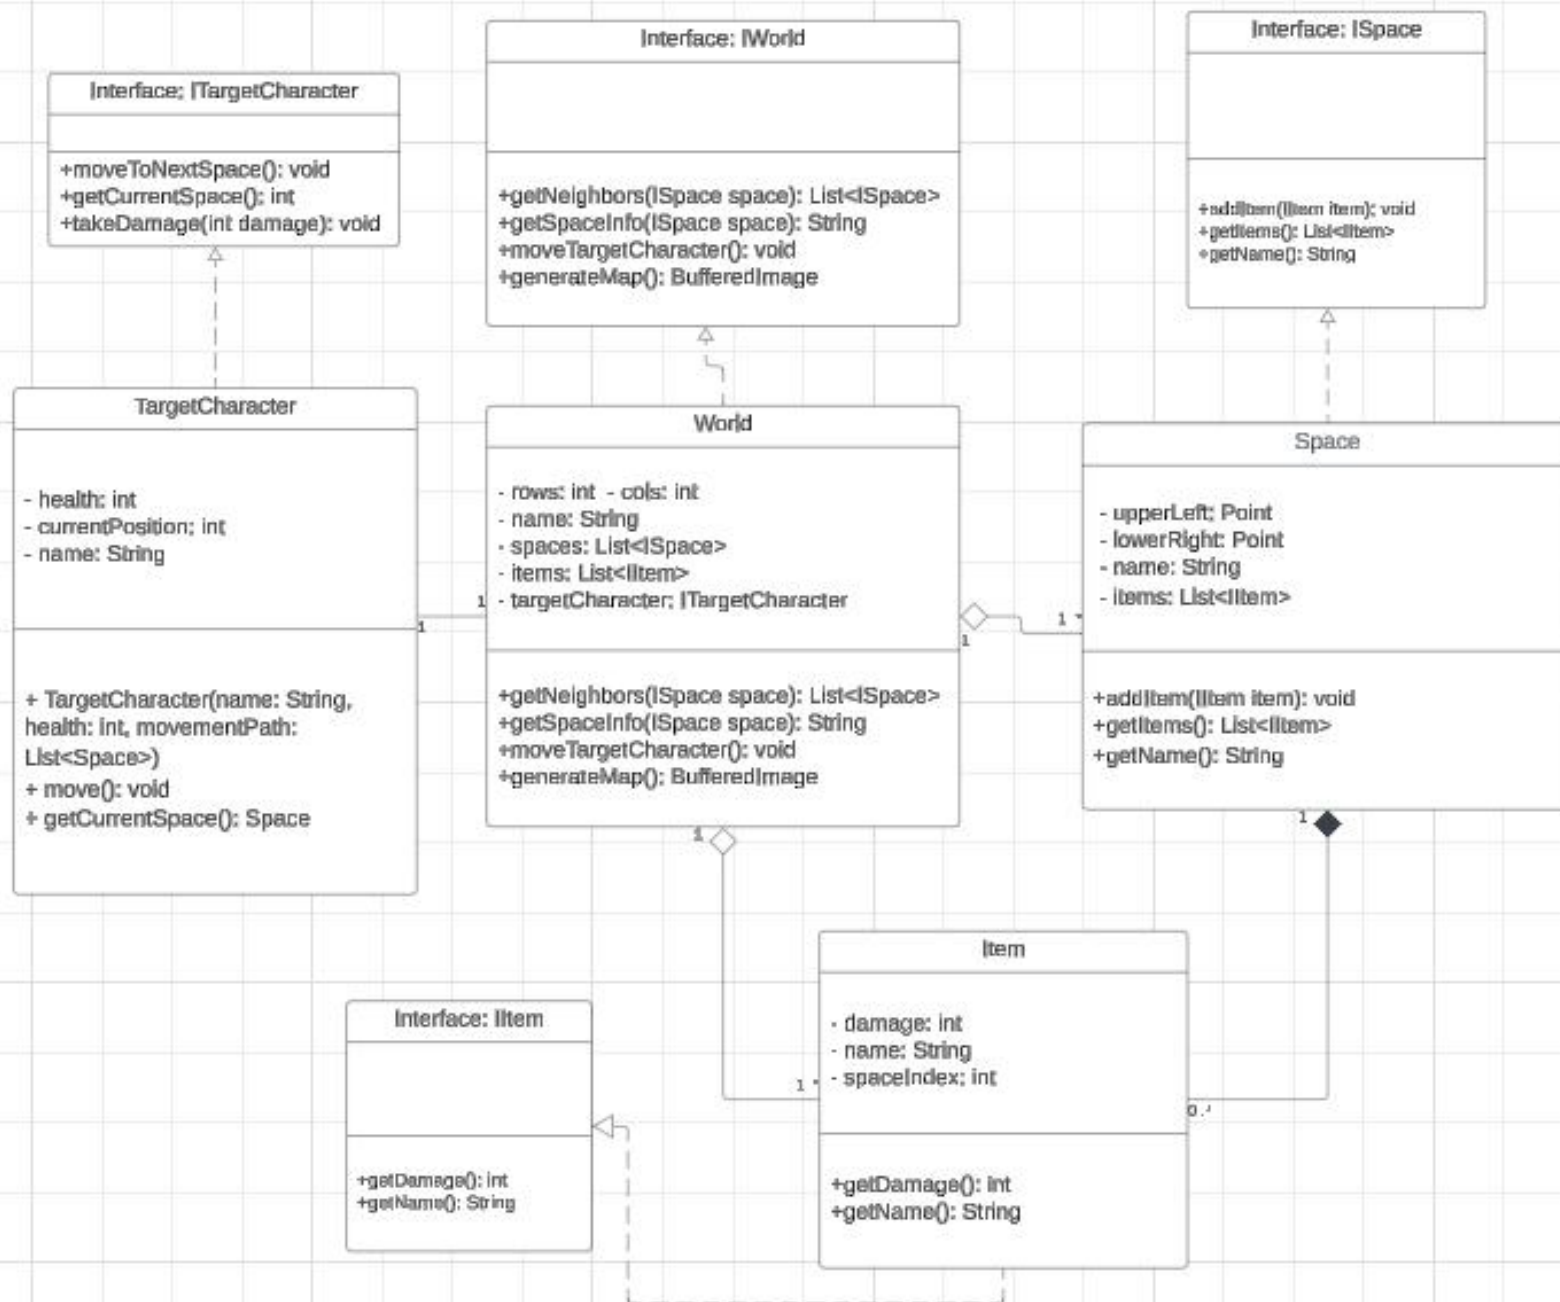 Interface: ITargetCharacter
+moveToNextSpace(): void
+getCurrentSpace(): int
+takeDamage(int damage): void
Interface: IWorld
+getNeighbors(ISpace space): List<ISpace>
+getSpaceInfo(ISpace space): String
+moveTargetCharacter(): void
+generateMap(): BufferedImage
Interface: ISpace
+addItem(IItem item): void
+getItems(): List<IItem>
+getName(): String
TargetCharacter
- health: int
- currentPosition: int
- name: String
+ TargetCharacter(name: String,
health: int, movementPath:
List<Space>)
+ move(): void
+ getCurrentSpace(): Space
1
1
World
- rows: int - cols: int
- name: String
- spaces: List<ISpace>
- items: List<IItem>
- targetCharacter: ITargetCharacter
+getNeighbors(ISpace space): List<ISpace>
+getSpaceInfo(ISpace space): String
+moveTargetCharacter(): void
+generateMap(): BufferedImage
1
1
Space
- upperLeft: Point
- lowerRight: Point
- name: String
- items: List<IItem>
+addItem(IItem item): void
+getItems(): List<IItem>
+getName(): String
1
1
Interface: IItem
+getDamage(): int
+getName(): String
1
Item
- damage: int
- name: String
- spaceIndex: int
+getDamage(): int
+getName(): String